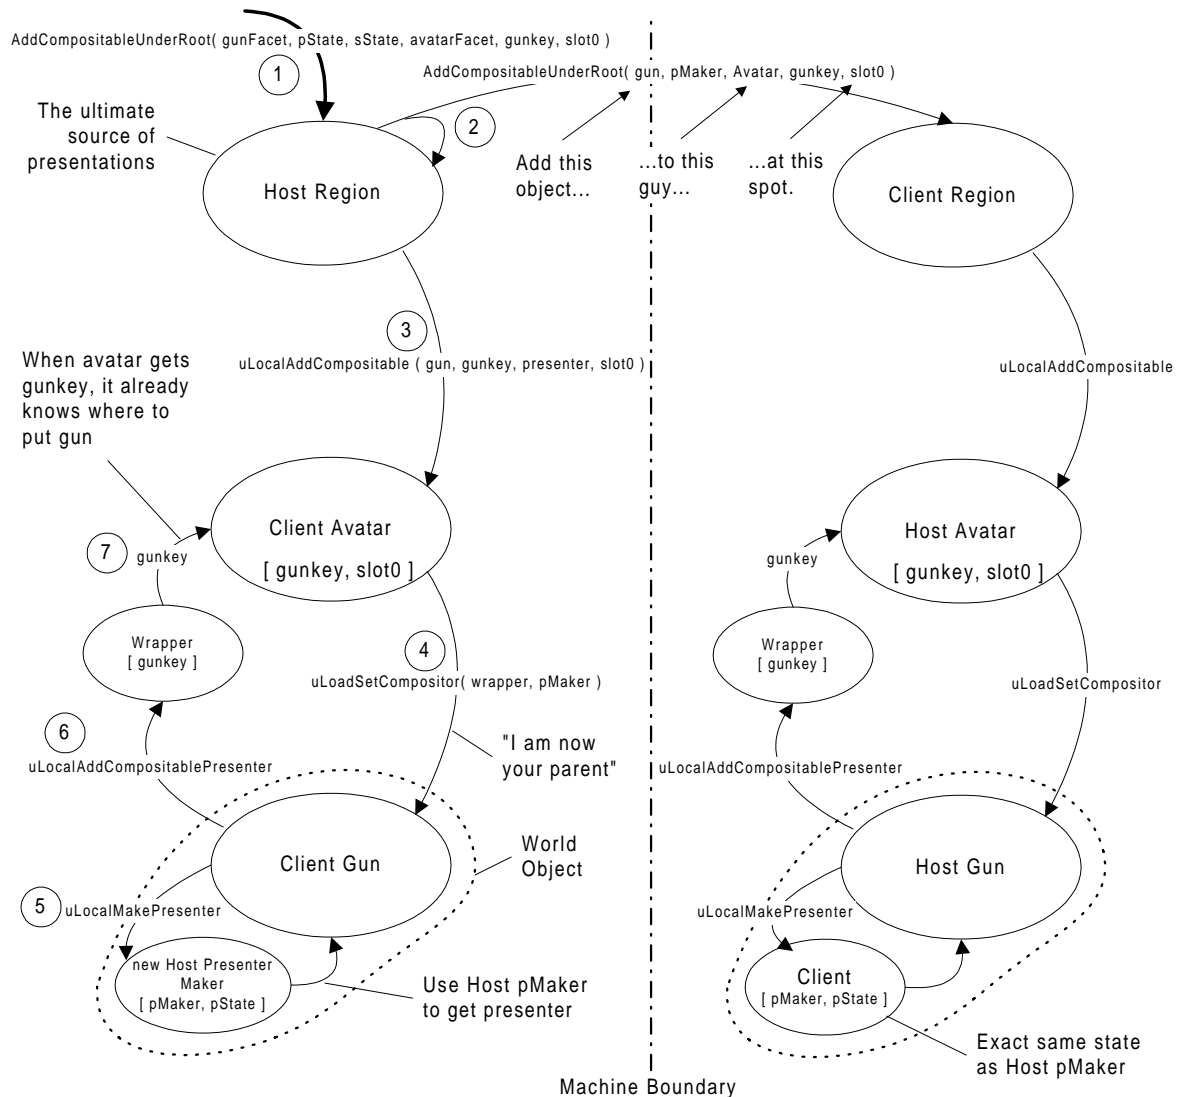 AddCompositableUnderRoot( gunFacet, pState, sState, avatarFacet, gunkey, slot0 )
1
AddCompositableUnderRoot( gun, pMaker, Avatar, gunkey, slot0 )
The ultimate
source of
presentations
2
Add this
object...
...to this
guy...
...at this
spot.
Host Region
Client Region
3
When avatar gets
gunkey, it already
knows where to
put gun
uLocalAddCompositable ( gun, gunkey, presenter, slot0 )
uLocalAddCompositable
Client Avatar
[ gunkey, slot0 ]
Host Avatar
[ gunkey, slot0 ]
7
gunkey
gunkey
Wrapper
[ gunkey ]
Wrapper
[ gunkey ]
4
uLoadSetCompositor( wrapper, pMaker )
uLoadSetCompositor
6
uLocalAddCompositablePresenter
"I am now
your parent"
uLocalAddCompositablePresenter
Client Gun
World
Object
Host Gun
5
uLocalMakePresenter
uLocalMakePresenter
new Host Presenter
Maker
[ pMaker, pState ]
Use Host pMaker
to get presenter
Client
[ pMaker, pState ]
Exact same state
as Host pMaker
Machine Boundary